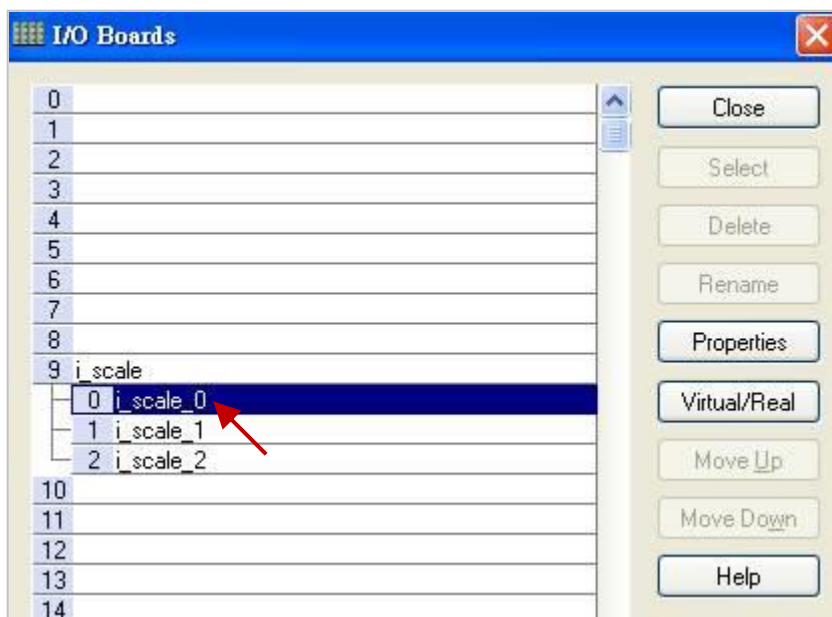 I/O Boards
0
1
2
3
4
5
6
7
8
9 i_scale
0 i_scale_0
1 i_scale_1
2 i_scale_2
10
11
12
13
14
Close
Select
Delete
Rename
Properties
Virtual/Real
Move Up
Move Down
Help